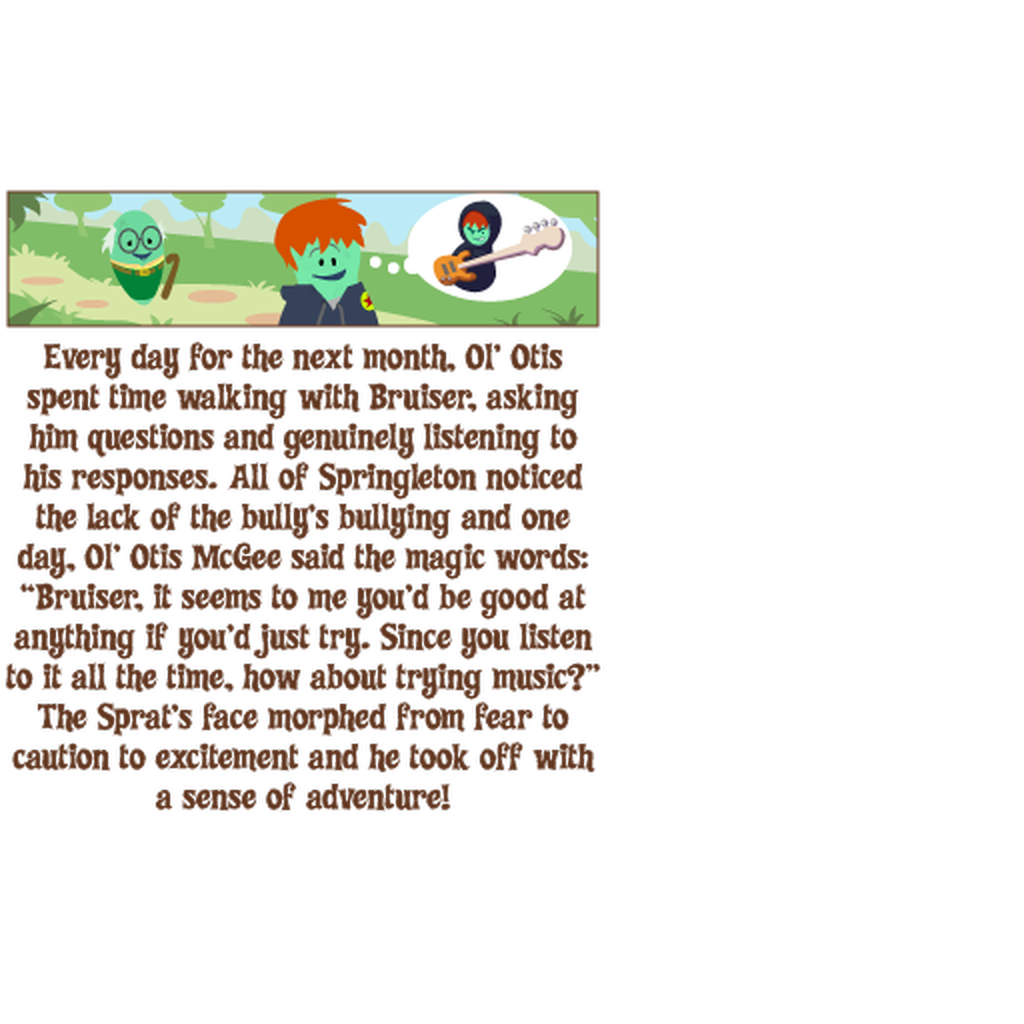 Every day for the next month, Ol’ Otis
spent time walking with Bruiser, asking
him questions and genuinely listening to
his responses. All of Springleton noticed
the lack of the bully’s bullying and one
day, Ol’ Otis McGee said the magic words:
“Bruiser, it seems to me you’d be good at
anything if you’d just try. Since you listen
to it all the time, how about trying music?”
The Sprat’s face morphed from fear to
caution to excitement and he took off with
a sense of adventure!